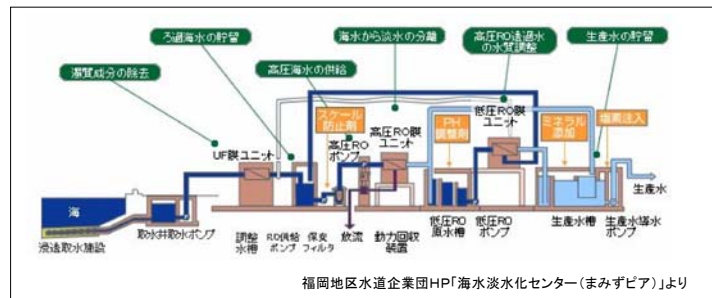 ろ過海水の貯留
海水から淡水の分離
高圧RO透過水
の水質調整
生産水の貯留
濁質成分の除去
高圧海水の供給
スケール
防止剤
高圧RO
ポンプ
高圧RO膜
ユニット
PH
調整剤
低圧RO膜
ユニット
ミネラル
添加
塩素注入
UF膜ユニット
生産水
海
浸透取水施設
取水井取水ポンプ
調整
水槽
RO供給
ポンプ
保安
フィルタ
放流
動力回収
装置
低圧RO
原水槽
低圧RO
ポンプ
生産水槽
生産水導水
ポンプ
福岡地区水道企業団HP「海水淡水化センター(まみずピア)」より